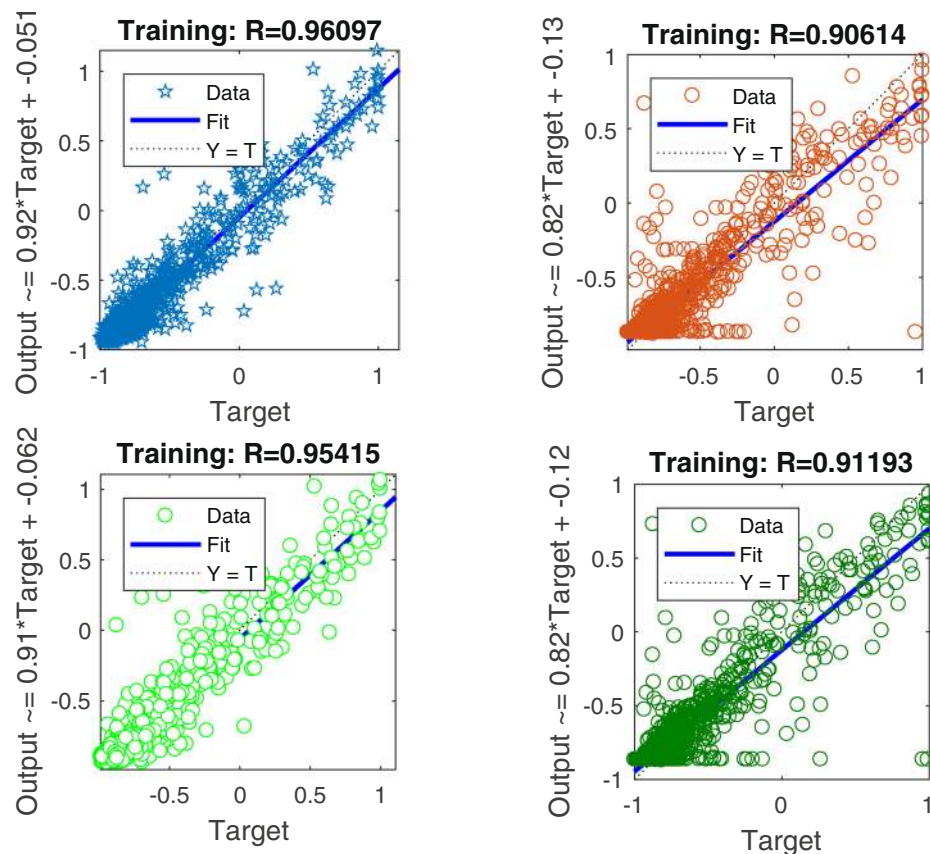 Training: R=0.96097
Output ~= 0.92*Target + -0.051
1
0.5
0
-0.5
-1
Data
Fit
Y = T
-1
0
1
Target
Training: R=0.90614
Output ~= 0.82*Target + -0.13
1
0.5
0
-0.5
Data
Fit
Y = T
-0.5
0
0.5
1
Target
Training: R=0.95415
Output ~= 0.91*Target + -0.062
1
0.5
0
-0.5
Data
Fit
Y = T
-0.5
0
0.5
1
Target
Training: R=0.91193
Output ~= 0.82*Target + -0.12
1
0.5
0
-0.5
-1
Data
Fit
Y = T
-1
0
1
Target